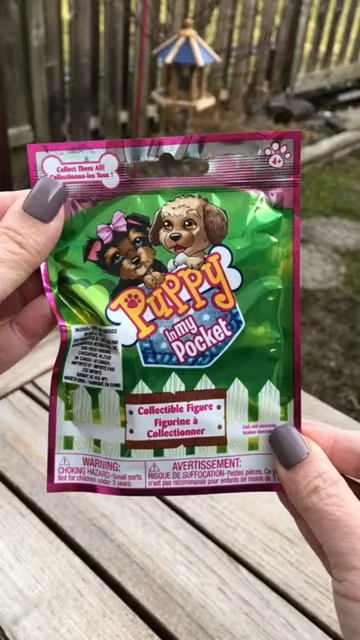 Collect Them All!
Collectionne-les Tous !
4+
Puppy
In my
Pocket
Collectible Figure
Figurine à
Collectionner
WARNING:
CHOKING HAZARD-Small parts.
Not for children under 3 years.
AVERTISSEMENT:
RISQUE DE SUFFOCATION-Petites pièces. Ce
n'est pas recommandé pour enfants de moins de 3